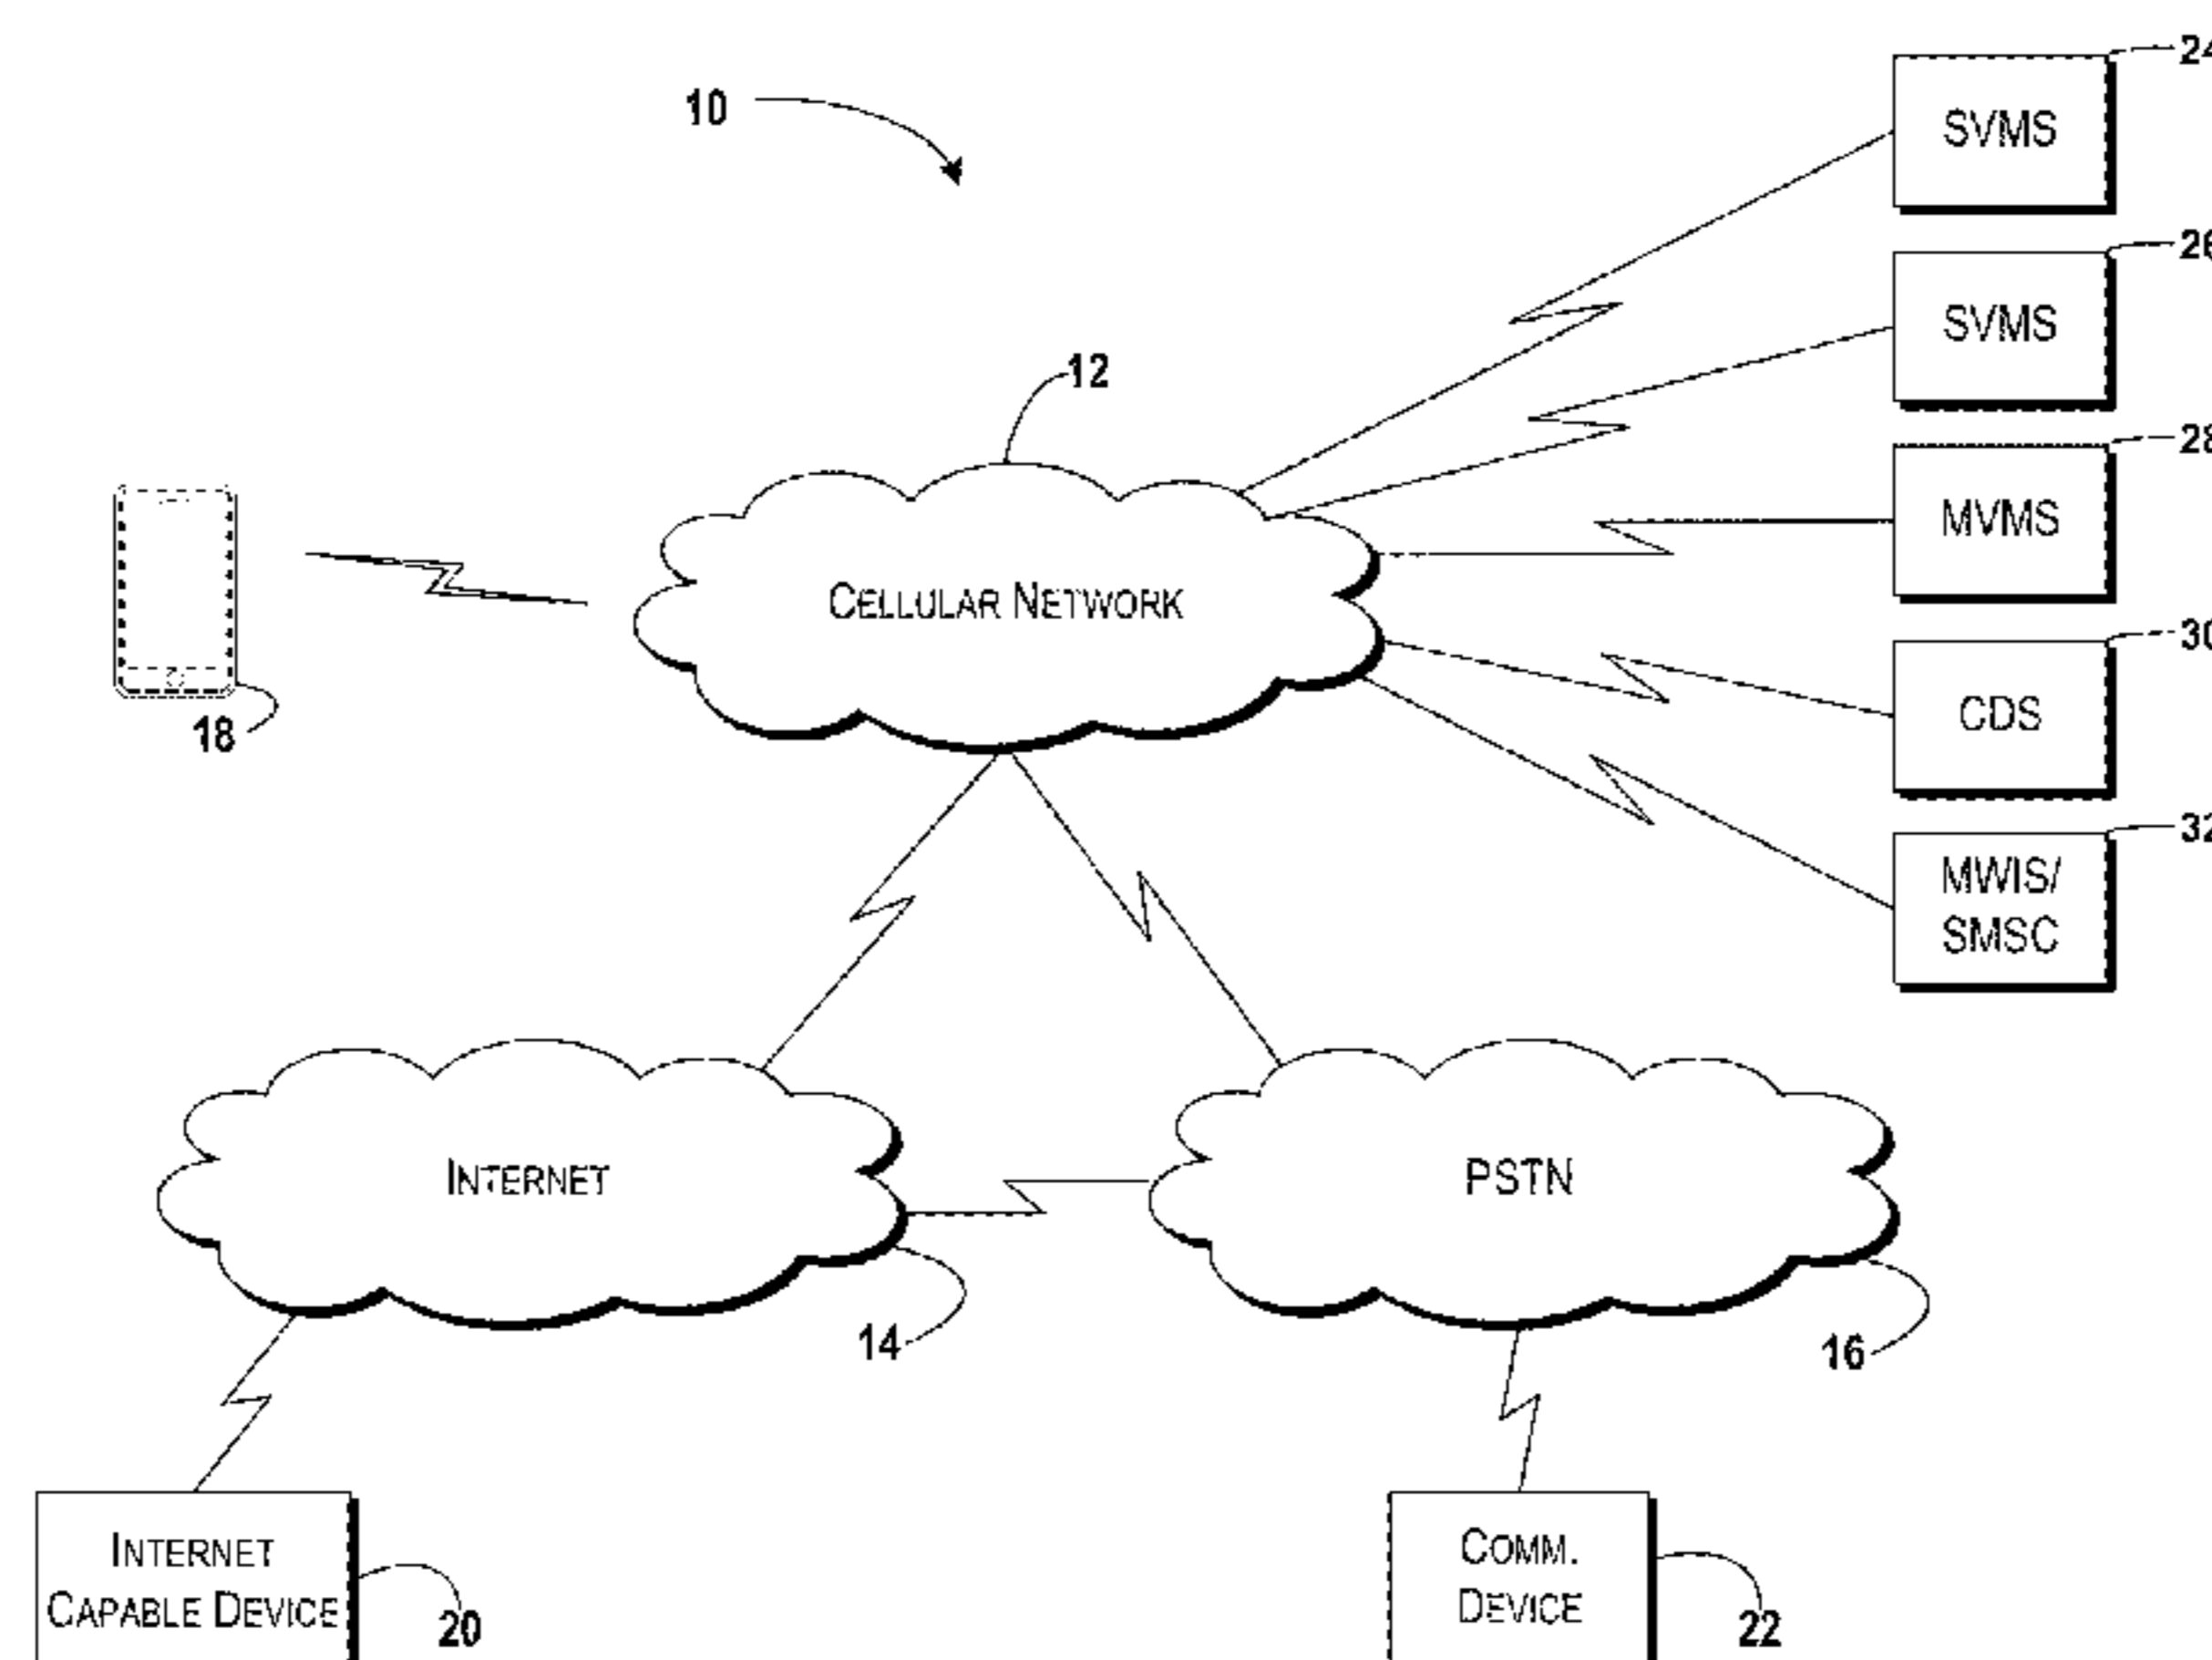 10
24
SVMS
26
SVMS
12
28
MVMS
CELLULAR NETWORK
30
CDS
18
32
MWIS/
SMSC
INTERNET
PSTN
14
16
INTERNET
CAPABLE DEVICE
20
COMM.
DEVICE
22